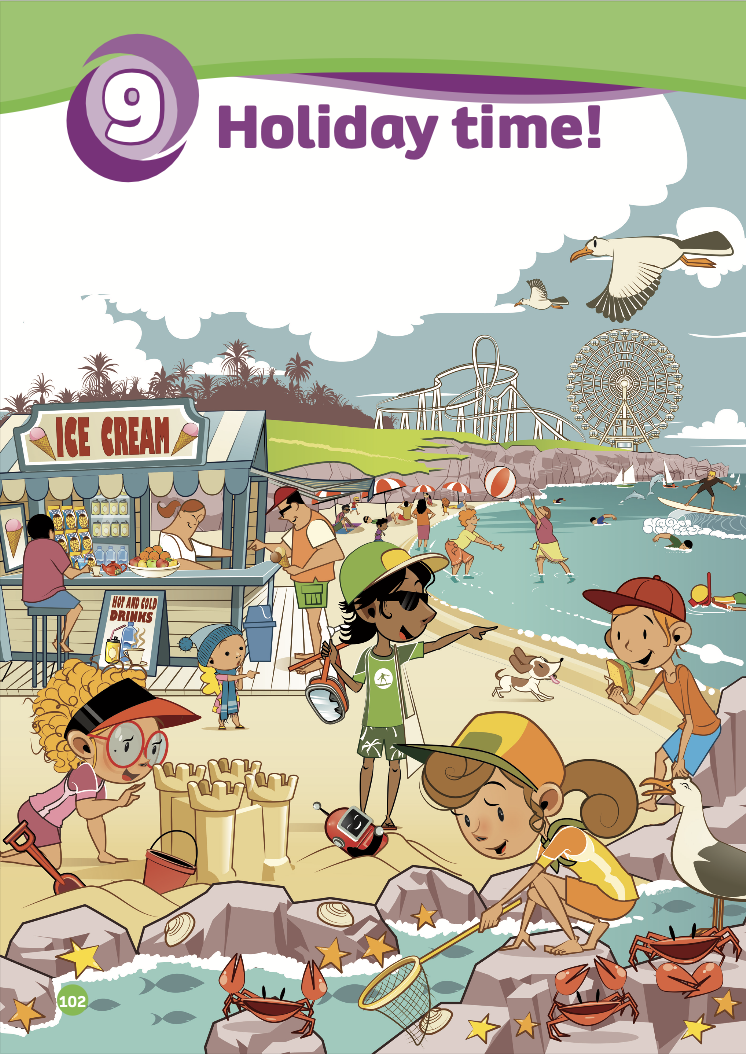 9
Holiday time!
ICE CREAM
HOT AND COLD
DRINKS
102